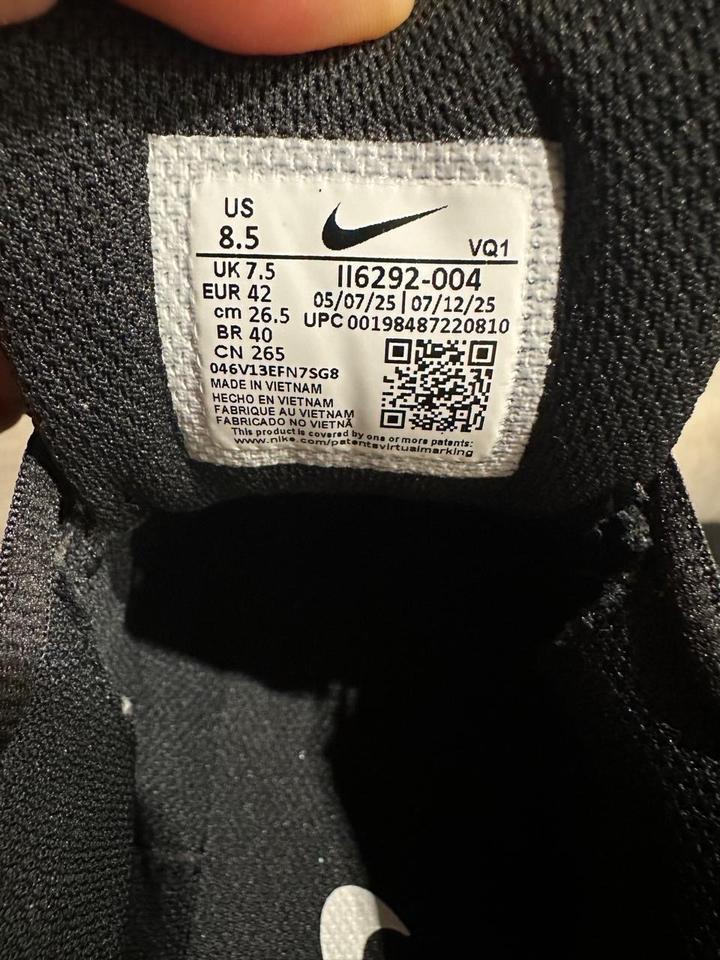 US
8.5
VQ1
UK 7.5
II6292-004
EUR 42
05/07/25 | 07/12/25
cm 26.5
UPC 00198487220810
BR 40
CN 265
046V13EFN7SG8
MADE IN VIETNAM
HECHO EN VIETNAM
FABRIQUE AU VIETNAM
FABRICADO NO VIETNÃ
This product is covered by one or more patents:
www.nike.com/patentsvirtualmarking